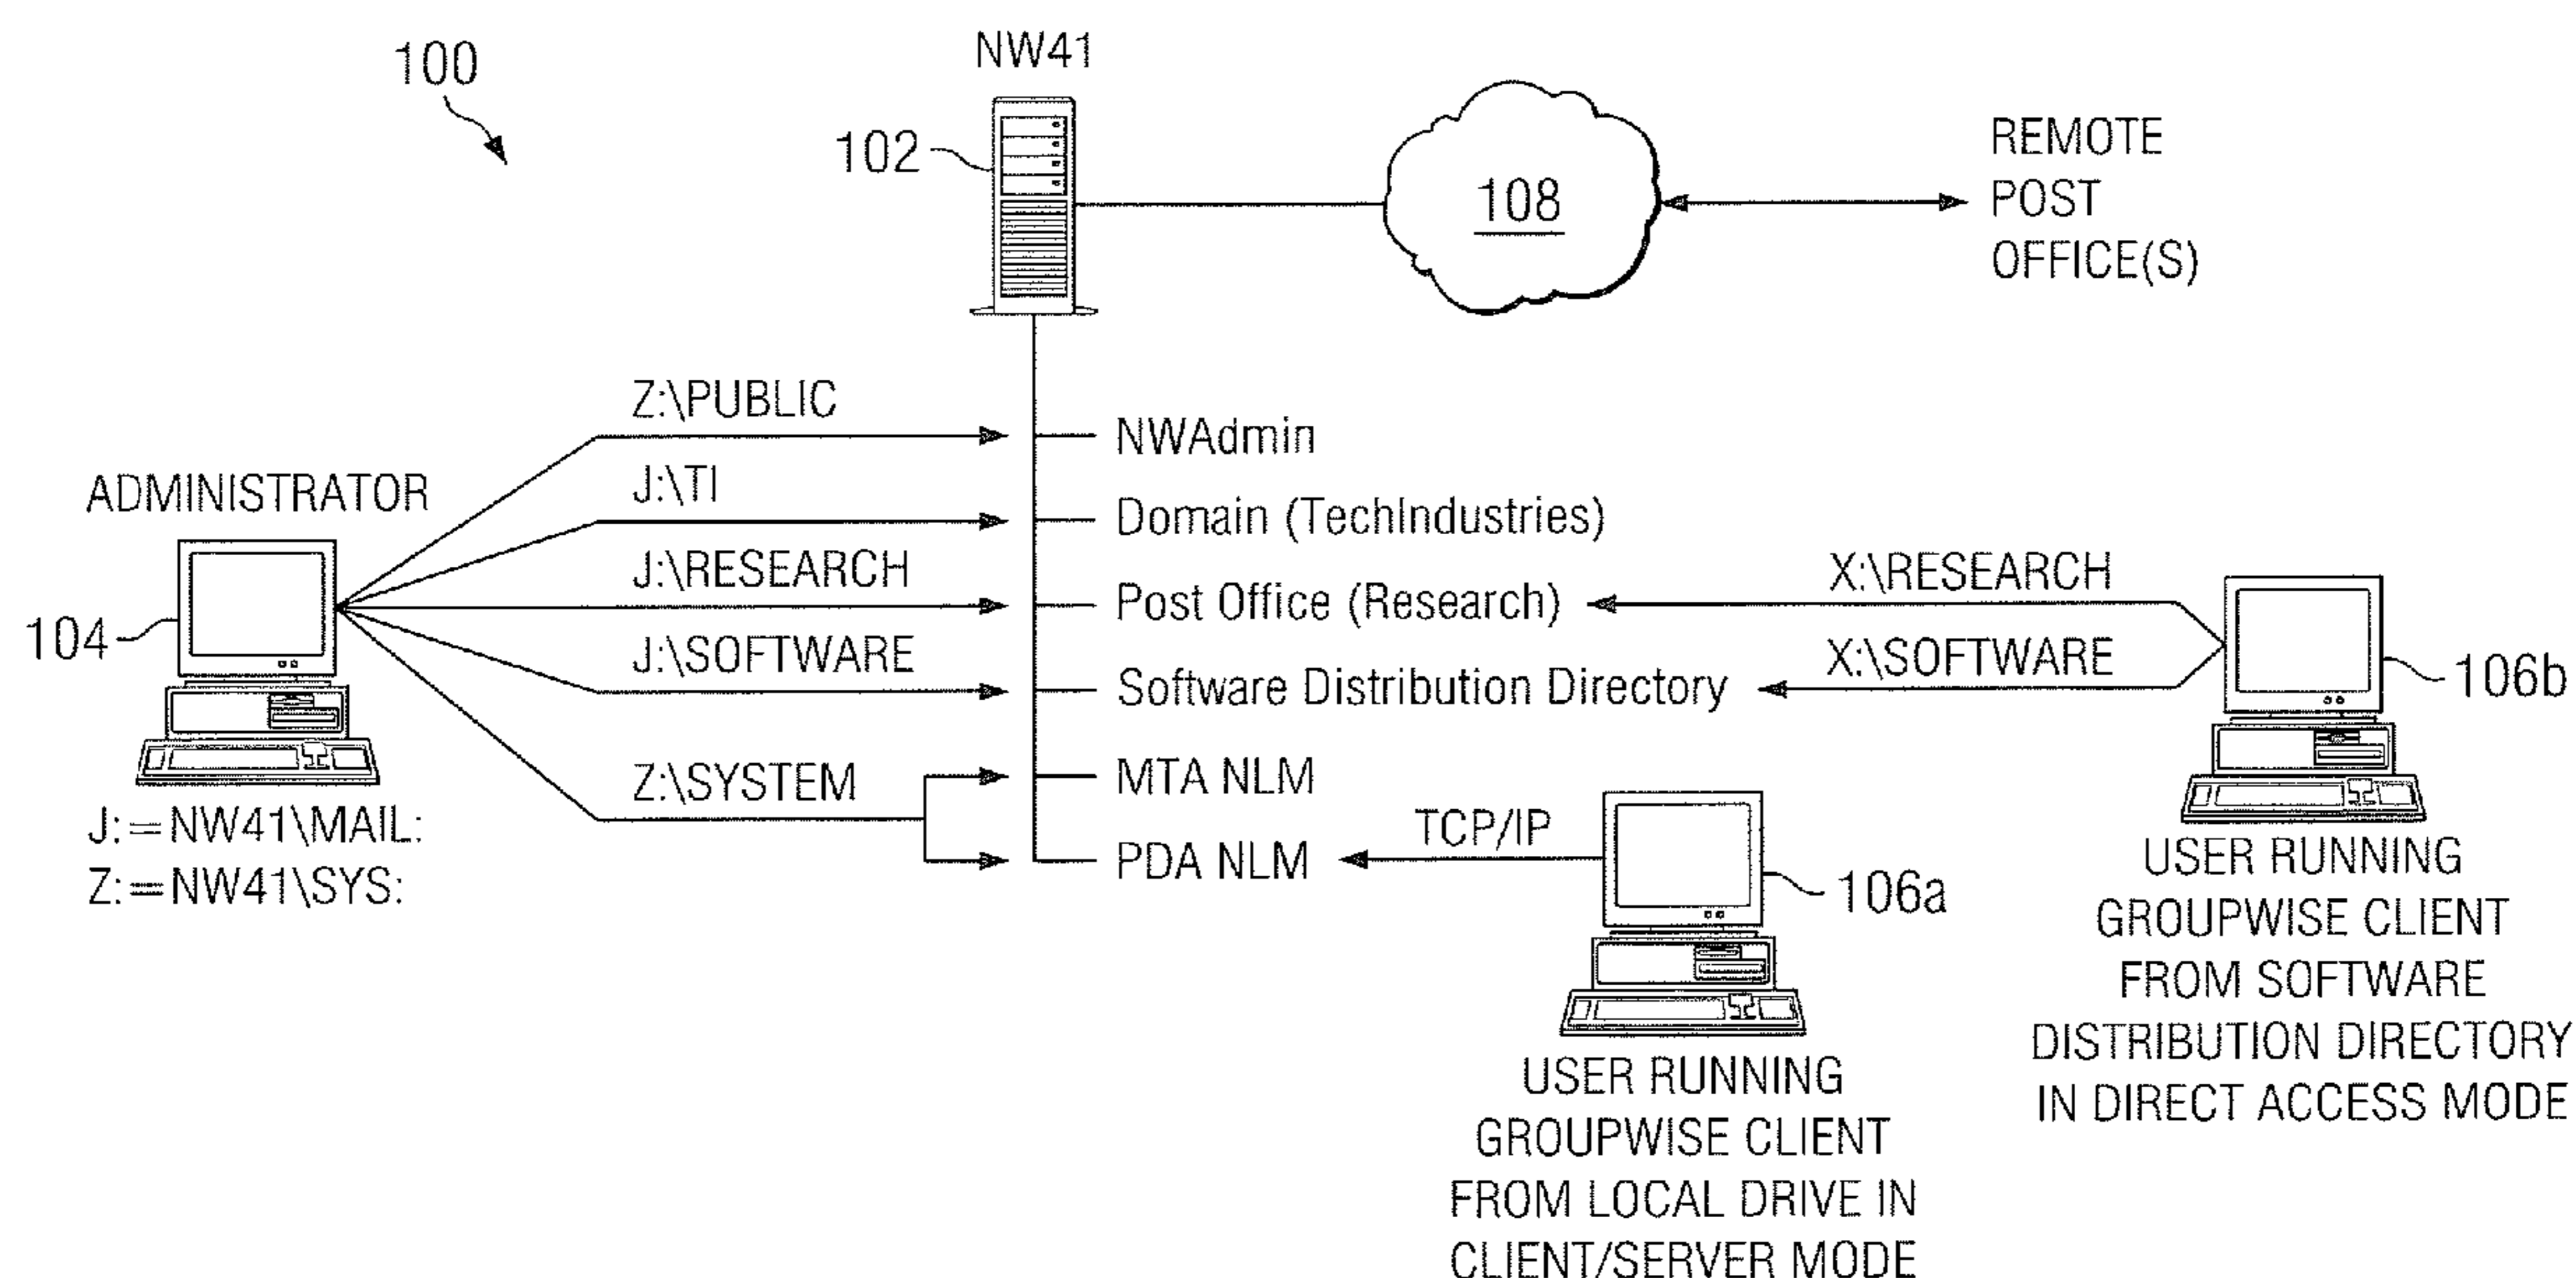 100
NW41
102
108
REMOTE
POST
OFFICE(S)
Z:\PUBLIC
NWAdmin
ADMINISTRATOR
J:\TI
Domain (TechIndustries)
104
J:\RESEARCH
Post Office (Research)
X:\RESEARCH
J:\SOFTWARE
Software Distribution Directory
X:\SOFTWARE
106b
Z:\SYSTEM
MTA NLM
PDA NLM
TCP/IP
106a
J:=NW41\MAIL:
Z:=NW41\SYS:
USER RUNNING
GROUPWISE CLIENT
FROM SOFTWARE
DISTRIBUTION DIRECTORY
IN DIRECT ACCESS MODE
USER RUNNING
GROUPWISE CLIENT
FROM LOCAL DRIVE IN
CLIENT/SERVER MODE